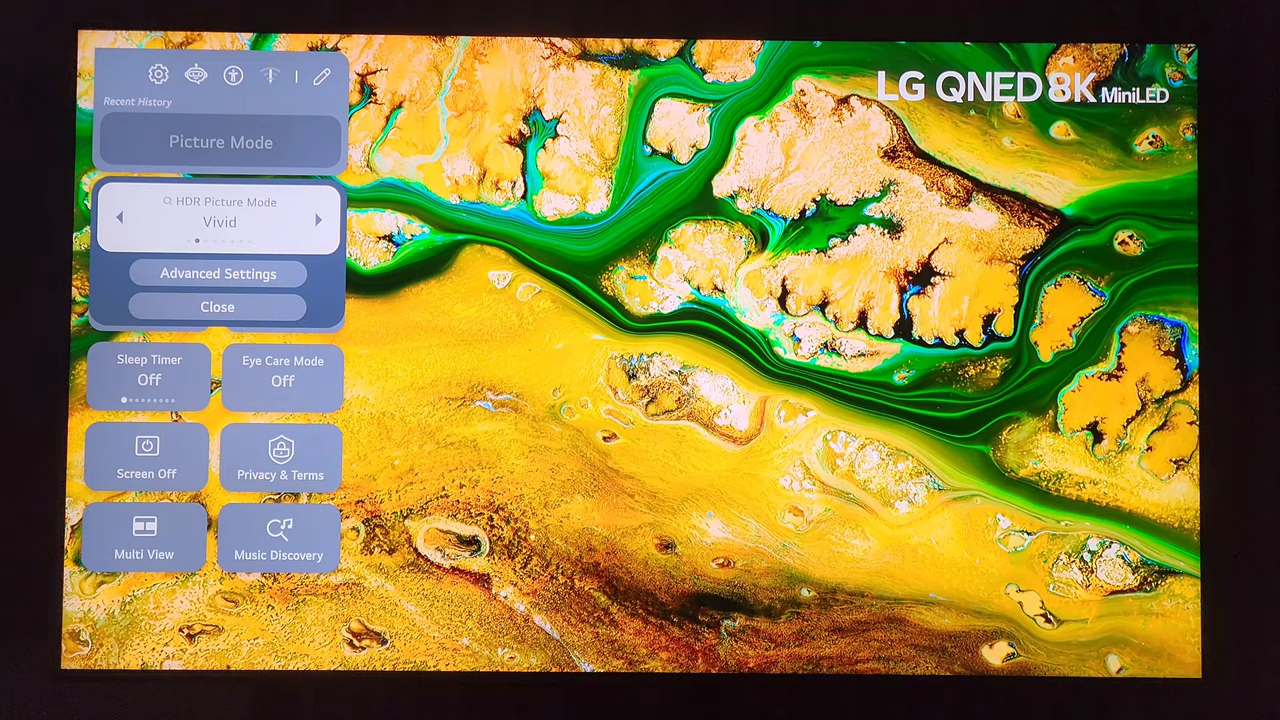 LG QNED 8K MiniLED
Recent History
Picture Mode
HDR Picture Mode
Vivid
Advanced Settings
Close
Sleep Timer
Off
Eye Care Mode
Off
Screen Off
Privacy & Terms
Multi View
Music Discovery